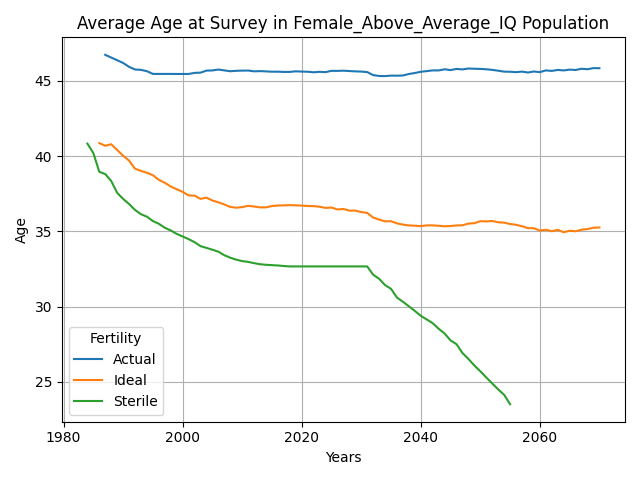 Average Age at Survey in Female_Above_Average_IQ Population
45
40
35
30
25
Age
Fertility
Actual
Ideal
Sterile
1980
2000
2020
2040
2060
Years